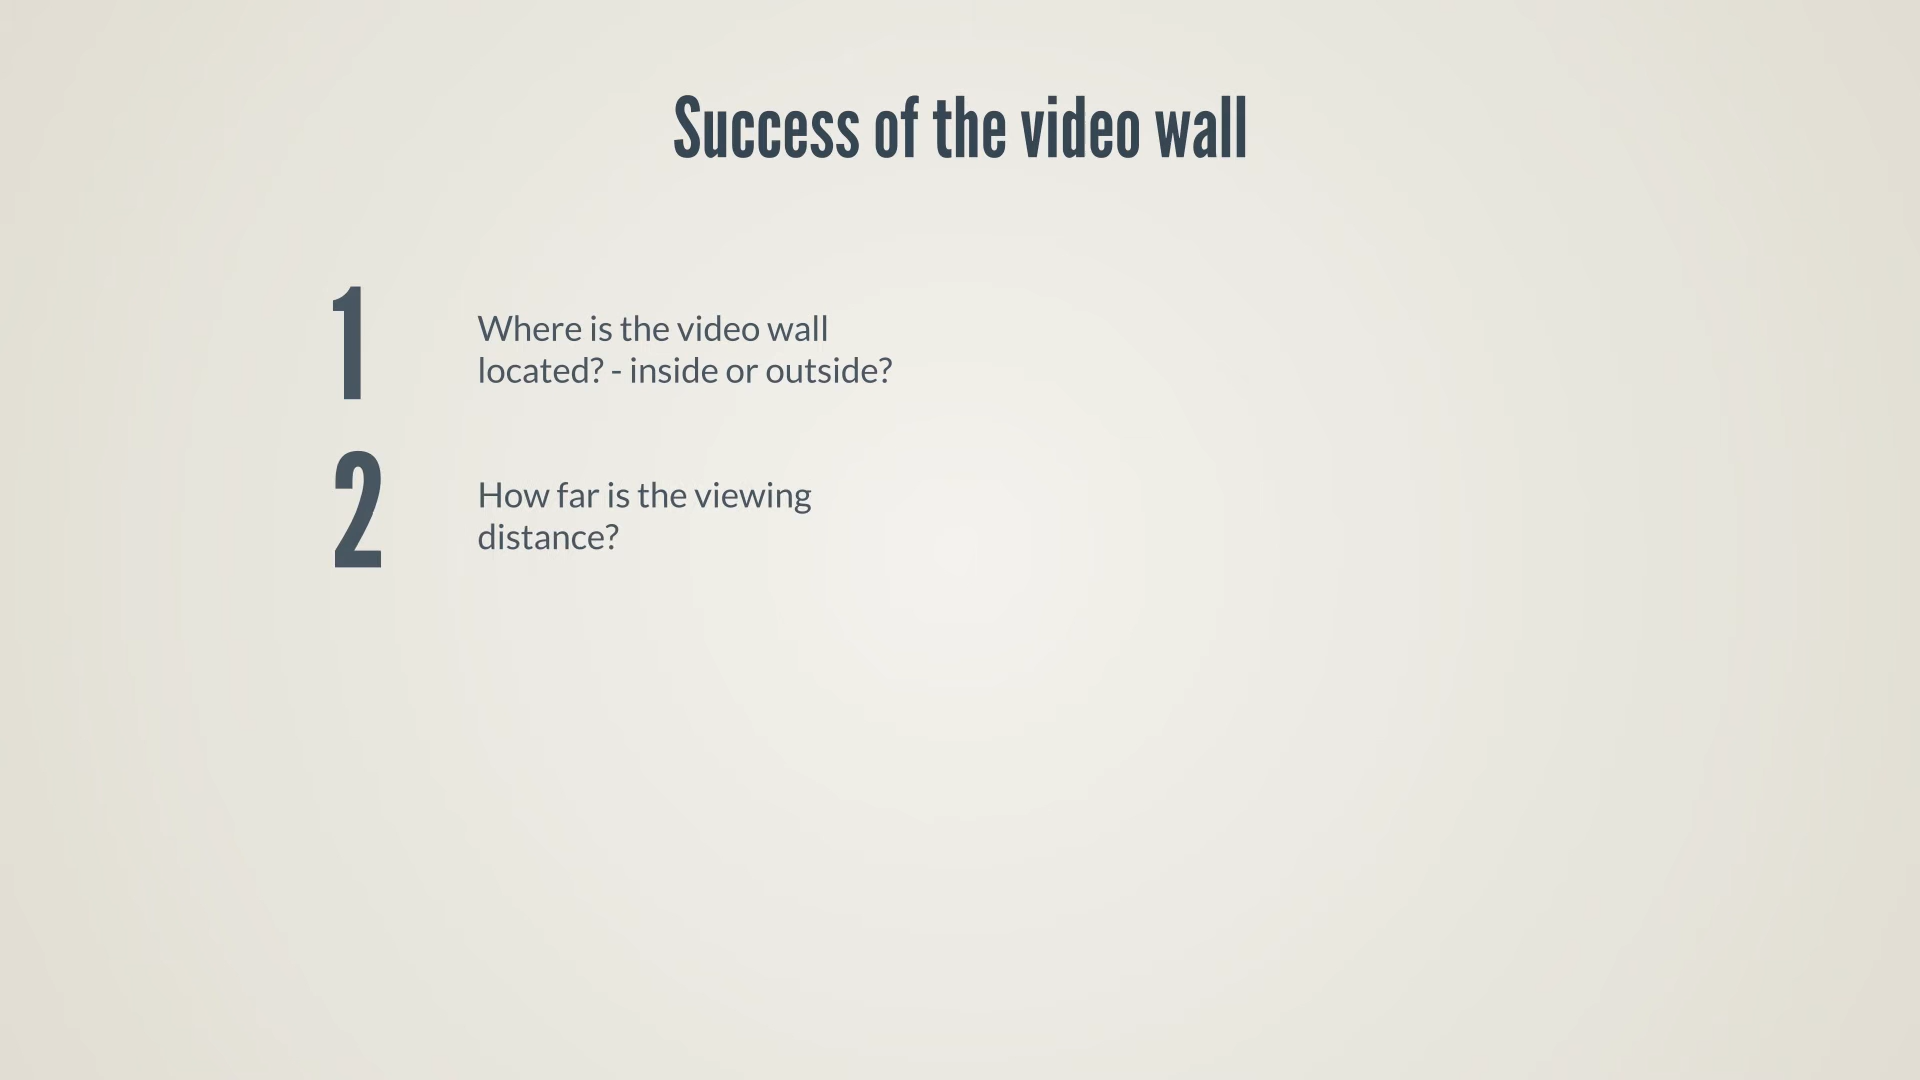 Success of the video wall
1
Where is the video wall
located? - inside or outside?
2
How far is the viewing
distance?